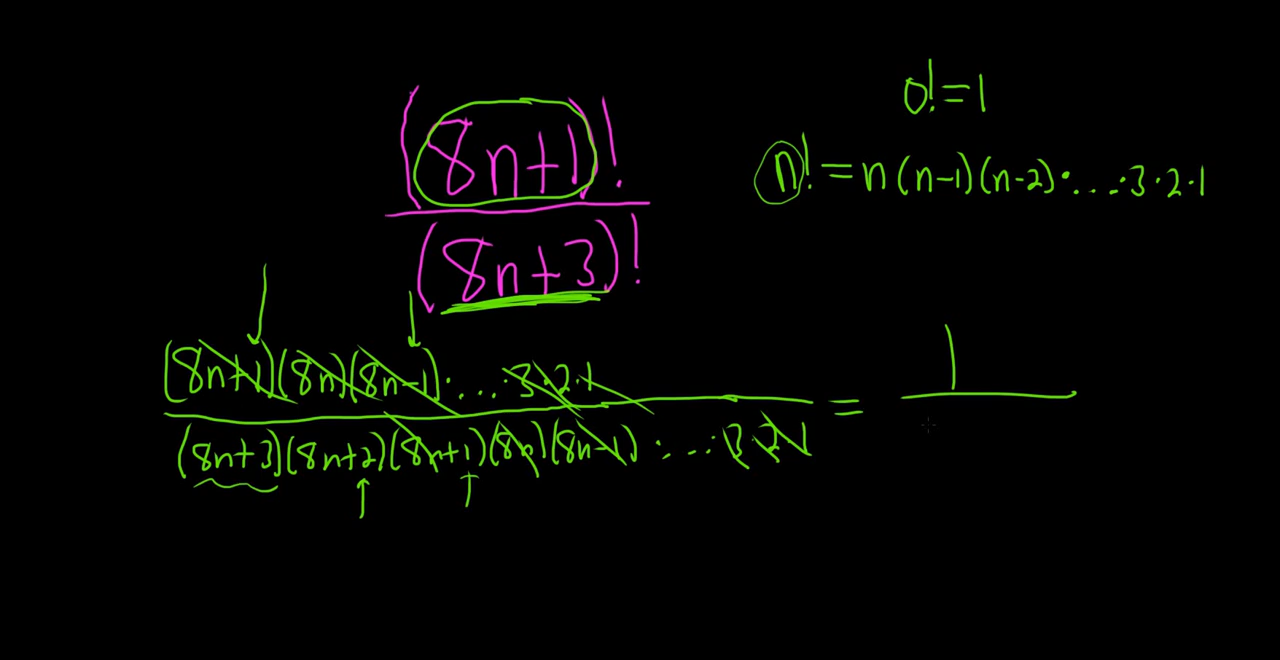 0! = 1
(8n+1)!
(8n+3)!
n! = n(n-1)(n-2)·...·3·2·1
(8n+1)(8n)(8n-1)·...·3·2·1
(8n+3)(8n+2)(8n+1)(8n)(8n-1)·...·3·2·1
= 1